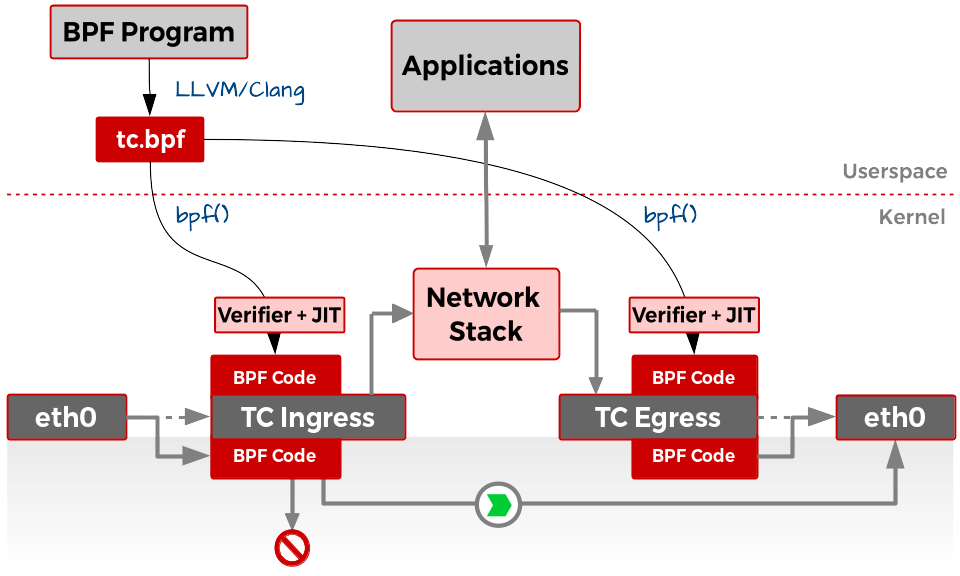 BPF Program
Applications
LLVM/Clang
tc.bpf
Userspace
bpf()
bpf()
Kernel
Network
Stack
Verifier + JIT
Verifier + JIT
BPF Code
BPF Code
eth0
TC Ingress
TC Egress
eth0
BPF Code
BPF Code